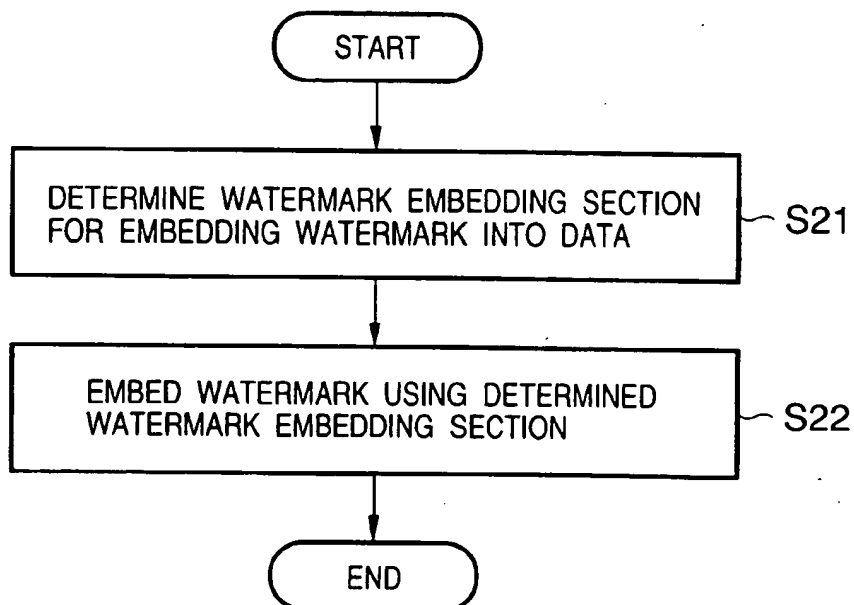 START
DETERMINE WATERMARK EMBEDDING SECTION
FOR EMBEDDING WATERMARK INTO DATA
S21
EMBED WATERMARK USING DETERMINED
WATERMARK EMBEDDING SECTION
S22
END